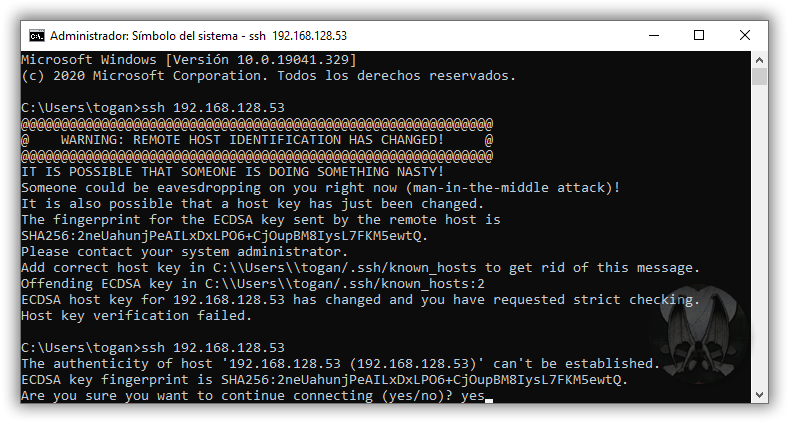 Administrador: Símbolo del sistema - ssh 192.168.128.53
Microsoft Windows [Versión 10.0.19041.329]
(c) 2020 Microsoft Corporation. Todos los derechos reservados.
C:\Users\togan>ssh 192.168.128.53
@@@@@@@@@@@@@@@@@@@@@@@@@@@@@@@@@@@@@@@@@@@@@@@@@@@@@@@@@@@
@    WARNING: REMOTE HOST IDENTIFICATION HAS CHANGED!     @
@@@@@@@@@@@@@@@@@@@@@@@@@@@@@@@@@@@@@@@@@@@@@@@@@@@@@@@@@@@
IT IS POSSIBLE THAT SOMEONE IS DOING SOMETHING NASTY!
Someone could be eavesdropping on you right now (man-in-the-middle attack)!
It is also possible that a host key has just been changed.
The fingerprint for the ECDSA key sent by the remote host is
SHA256:2neUahunjPeAILxDxLPO6+CjOupBM8IysL7FKM5ewtQ.
Please contact your system administrator.
Add correct host key in C:\\Users\\togan/.ssh/known_hosts to get rid of this message.
Offending ECDSA key in C:\\Users\\togan/.ssh/known_hosts:2
ECDSA host key for 192.168.128.53 has changed and you have requested strict checking.
Host key verification failed.
C:\Users\togan>ssh 192.168.128.53
The authenticity of host '192.168.128.53 (192.168.128.53)' can't be established.
ECDSA key fingerprint is SHA256:2neUahunjPeAILxDxLPO6+CjOupBM8IysL7FKM5ewtQ.
Are you sure you want to continue connecting (yes/no)? yes